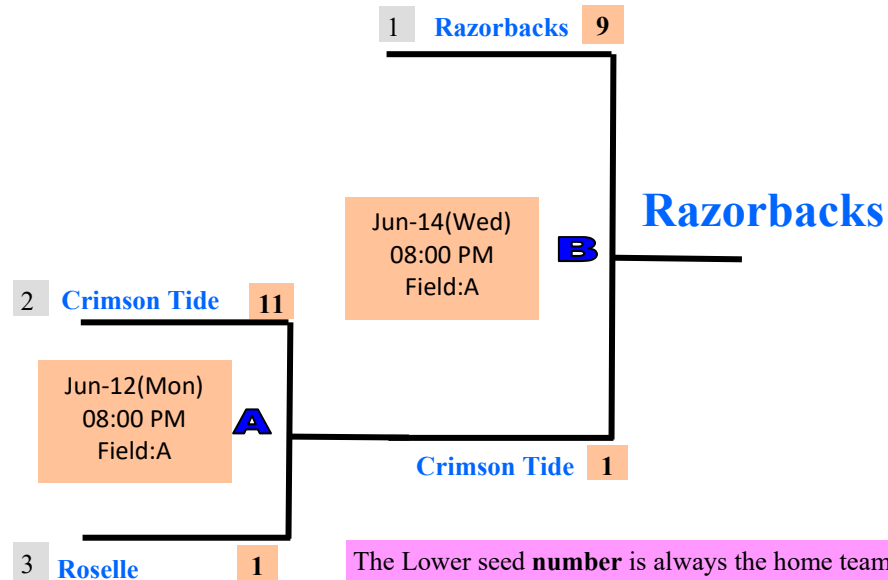 1 Razorbacks 9
Jun-14(Wed)
08:00 PM
Field:A
B
Razorbacks
2 Crimson Tide 11
Jun-12(Mon)
08:00 PM
Field:A
A
Crimson Tide 1
3 Roselle 1
The Lower seed number is always the home team